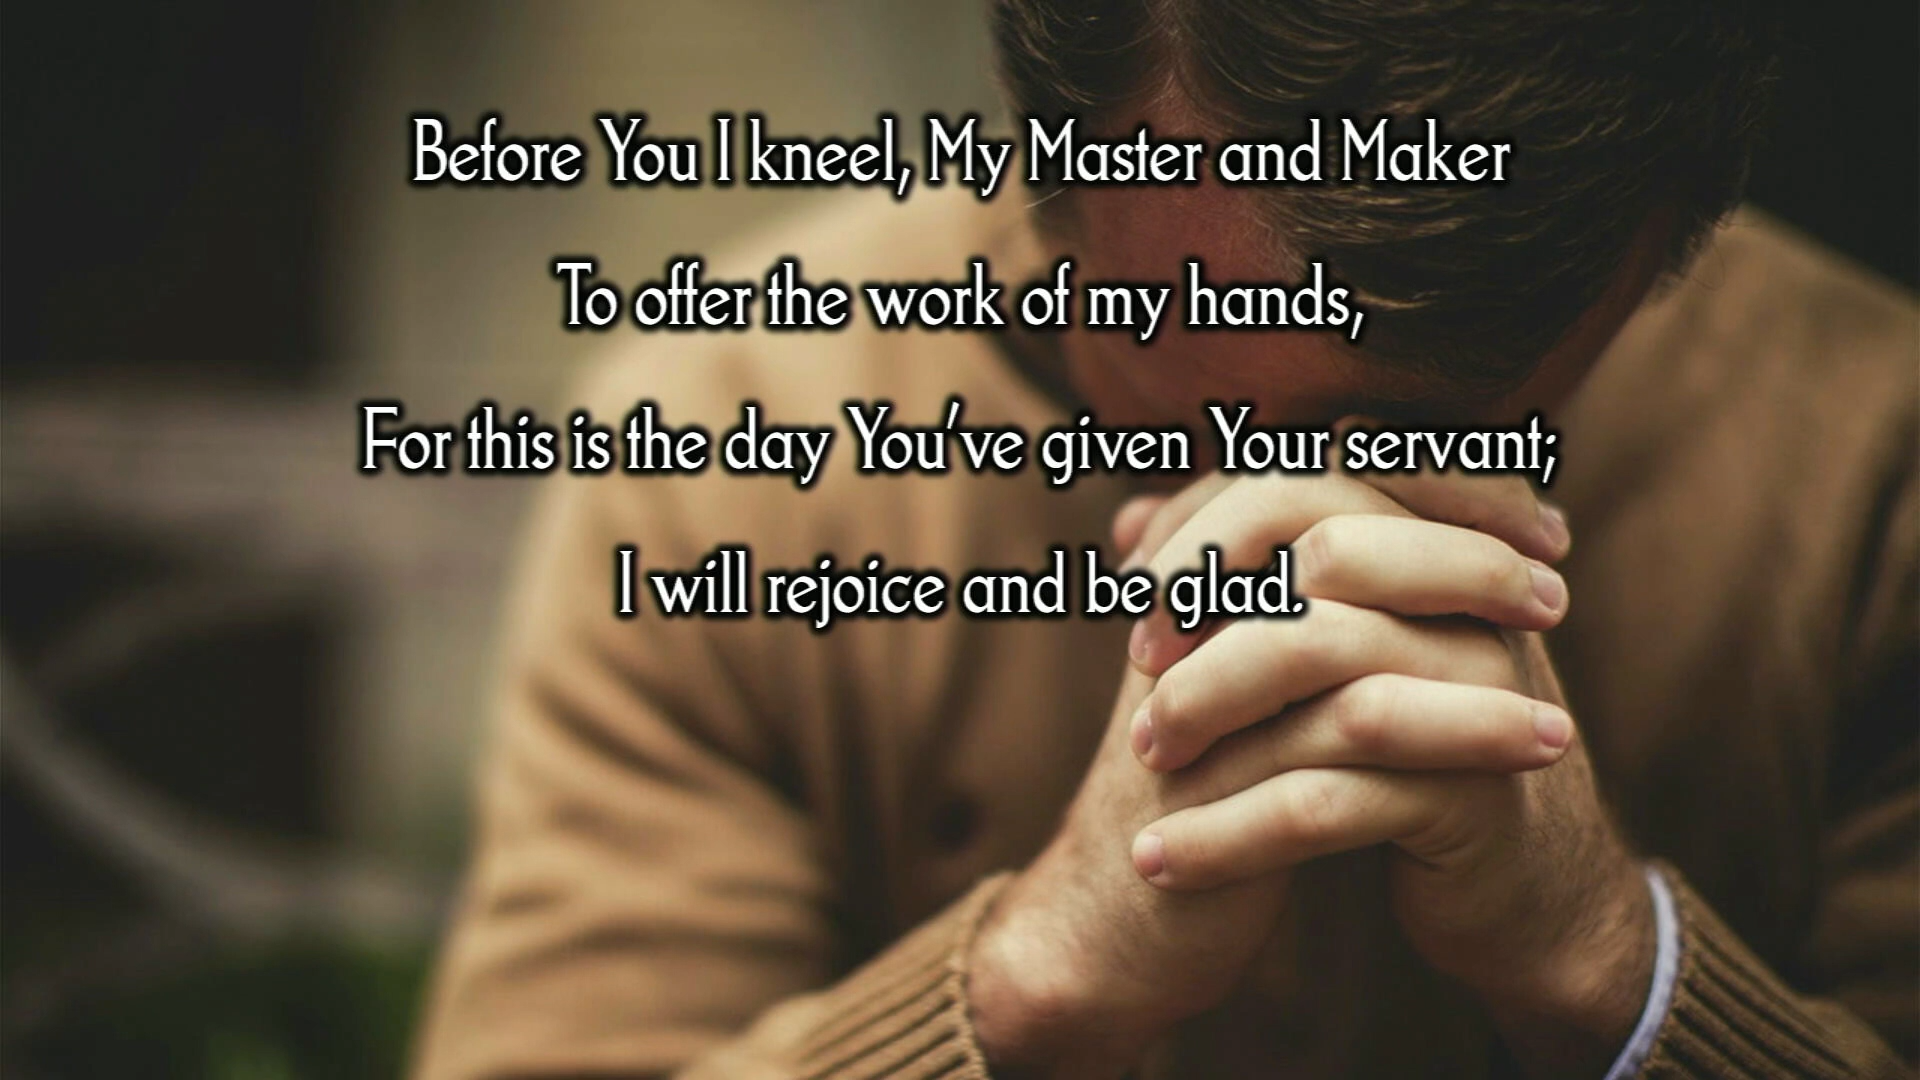 Before You I kneel, My Master and Maker
To offer the work of my hands,
For this is the day You've given Your servant;
I will rejoice and be glad.